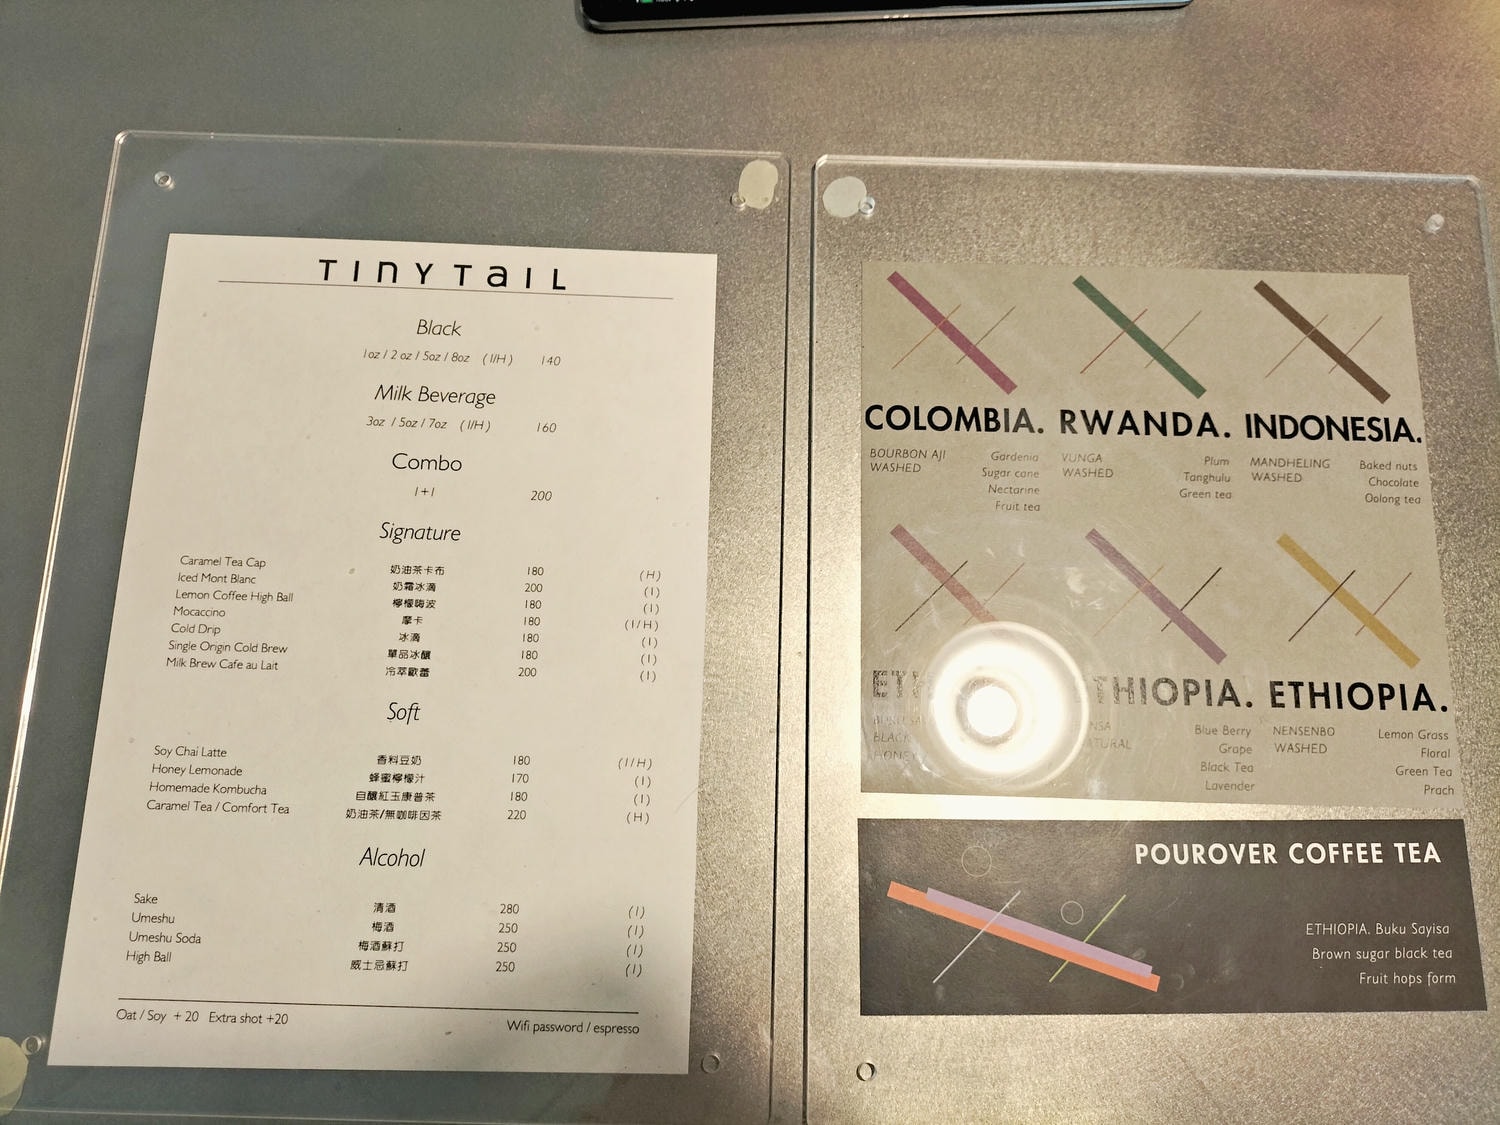 TINYTAIL
Black
1oz / 2 oz / 5oz / 8oz ( I/H ) 140
Milk Beverage
3oz / 5oz / 7oz ( I/H ) 160
Combo
1+1 200
Signature
Caramel Tea Cap 奶油茶卡布 180 (H)
Iced Mont Blanc 奶霜冰滴 200 (I)
Lemon Coffee High Ball 檸檬嗨波 180 (I)
Mocaccino 摩卡 180 (I/H)
Cold Drip 冰滴 180 (I)
Single Origin Cold Brew 單品冰釀 180 (I)
Milk Brew Cafe au Lait 冷萃歐蕾 200 (I)
Soft
Soy Chai Latte 香料豆奶 180 (I/H)
Honey Lemonade 蜂蜜檸檬汁 170 (I)
Homemade Kombucha 自釀紅玉康普茶 180 (I)
Caramel Tea / Comfort Tea 奶油茶/無咖啡因茶 220 (H)
Alcohol
Sake 清酒 280 (I)
Umeshu 梅酒 250 (I)
Umeshu Soda 梅酒蘇打 250 (I)
High Ball 威士忌蘇打 250 (I)
Oat / Soy + 20 Extra shot +20
Wifi password / espresso
COLOMBIA. RWANDA. INDONESIA.
BOURBON AJI
WASHED
Gardenia
Sugar cane
Nectarine
Fruit tea
VUNGA
WASHED
Plum
Tanghulu
Green tea
MANDHELING
WASHED
Baked nuts
Chocolate
Oolong tea
ETHIOPIA. ETHIOPIA.
BLACK
HONEY
NATURAL
Blue Berry
Grape
Black Tea
Lavender
NENSENBO
WASHED
Lemon Grass
Floral
Green Tea
Prach
POUROVER COFFEE TEA
ETHIOPIA. Buku Sayisa
Brown sugar black tea
Fruit hops form